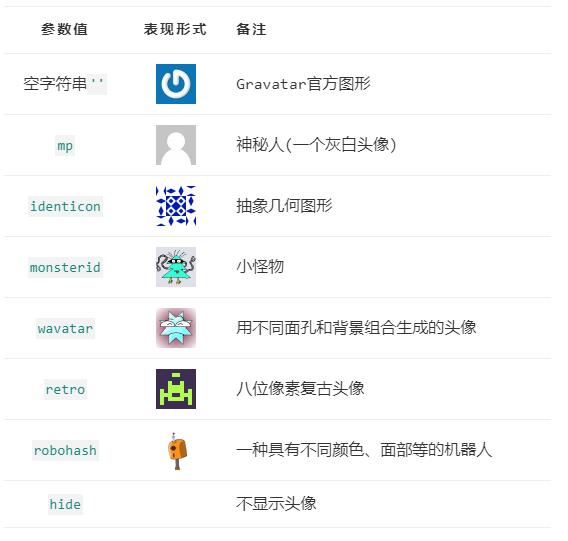 参数值 表现形式 备注
空字符串'' Gravatar官方图形
mp 神秘人(一个灰白头像)
identicon 抽象几何图形
monsterid 小怪物
wavatar 用不同面孔和背景组合生成的头像
retro 八位像素复古头像
robohash 一种具有不同颜色、面部等的机器人
hide 不显示头像